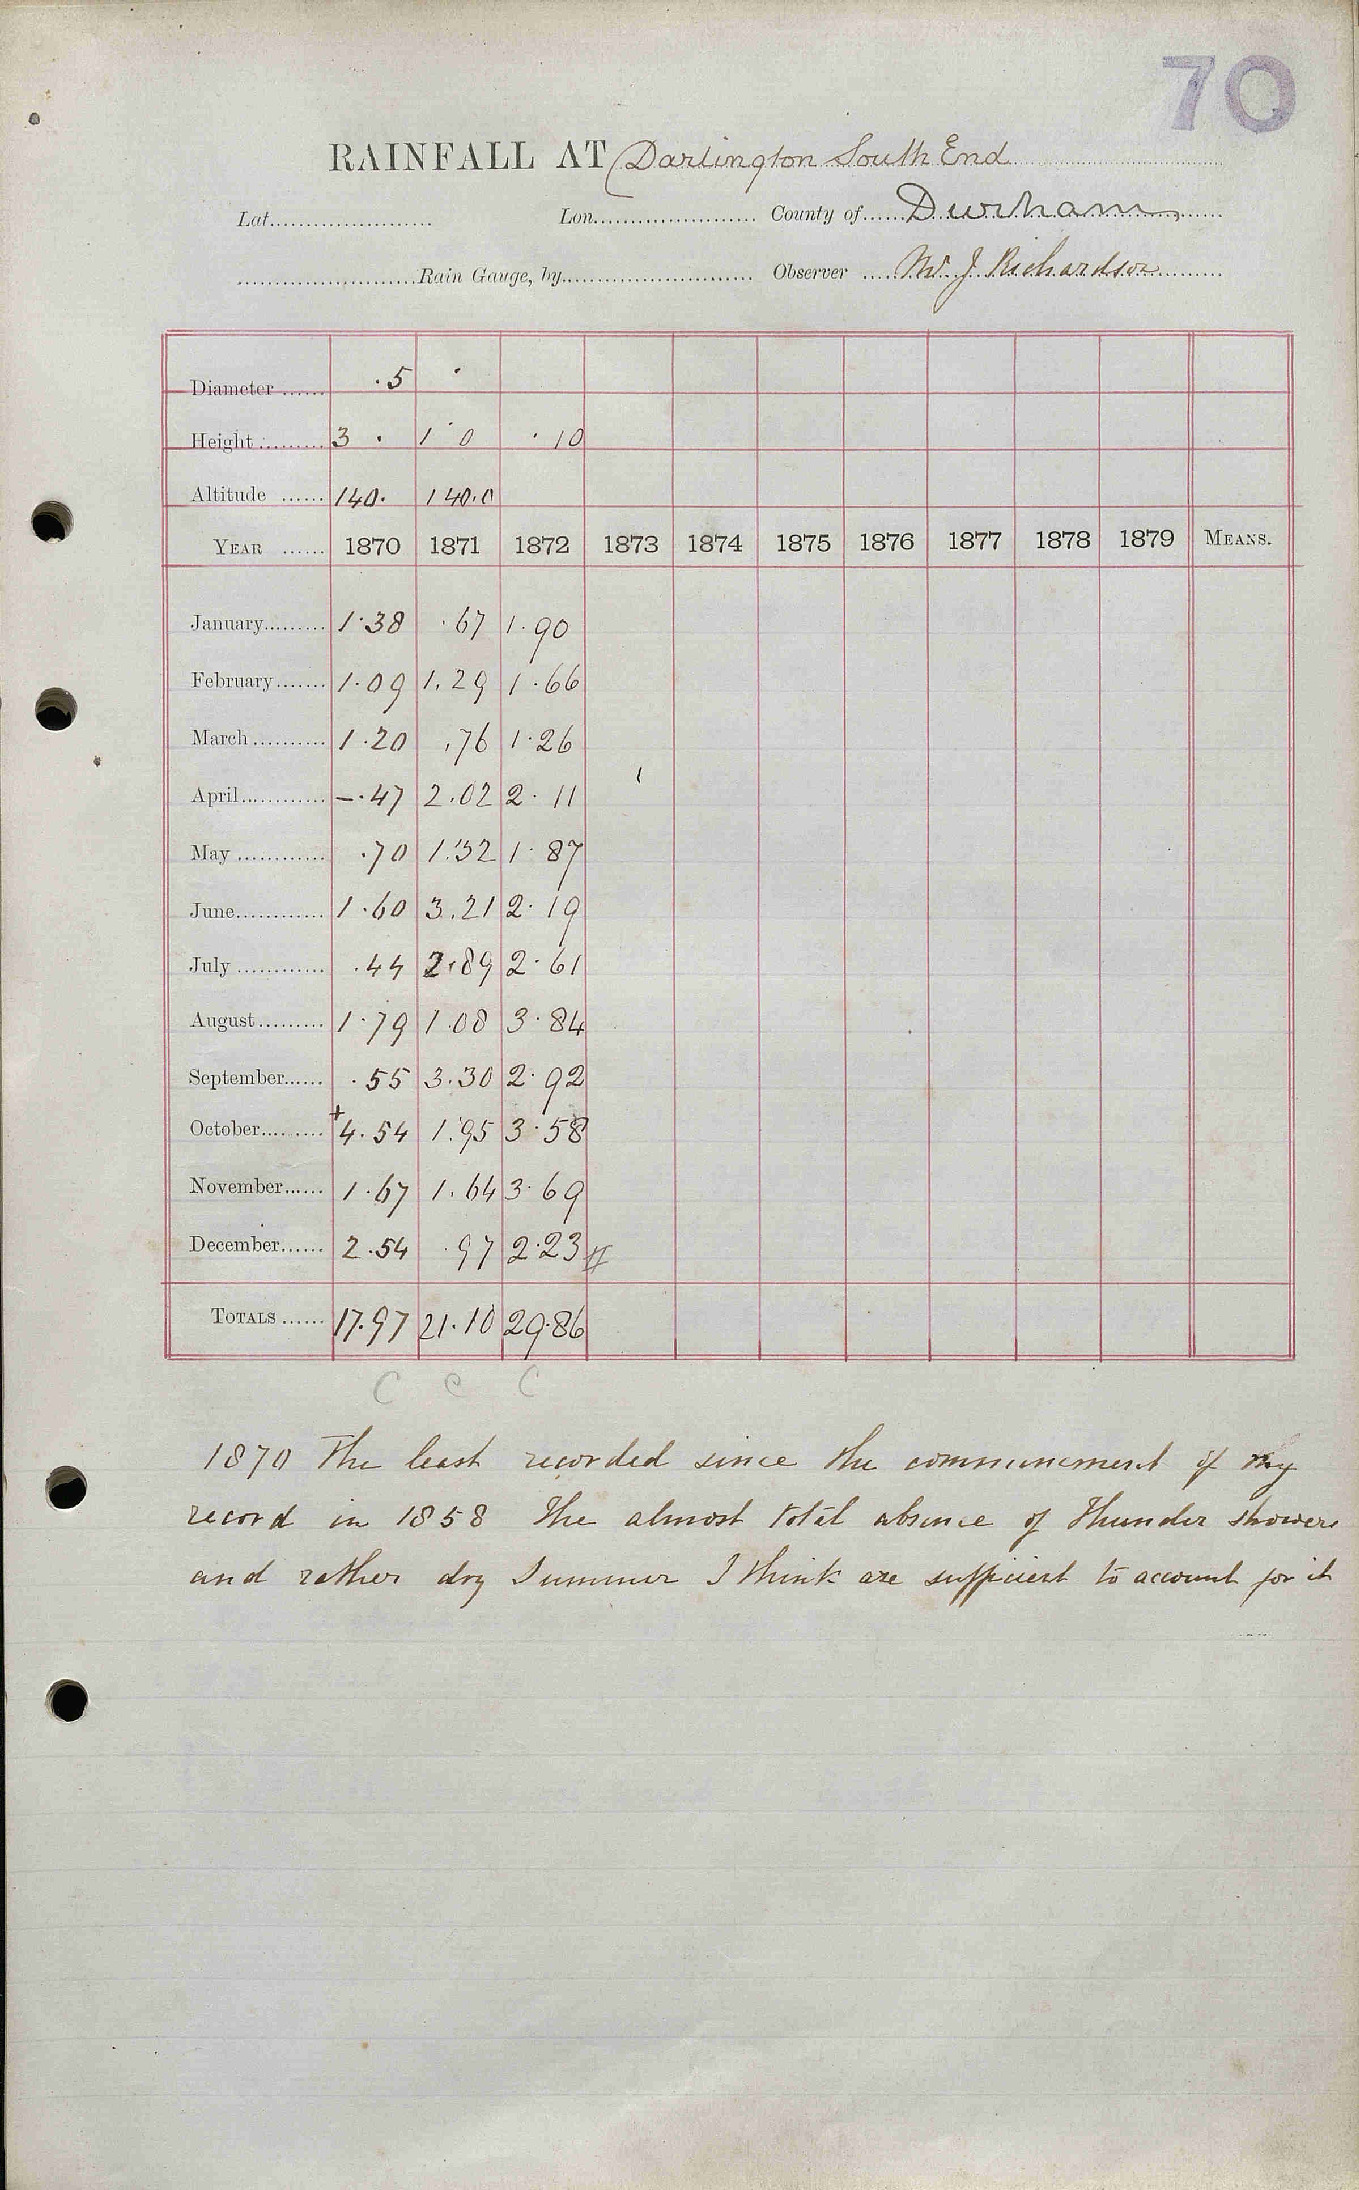 70
RAINFALL AT Darlington South End
Lat...................... Lon...................... County of...... Durham
........................Rain Gauge, by.......................... Observer .... Mr. J Richardson
Diameter ...... .5
Height ......... 3 . 1 0 . 10
Altitude ...... 140. 140.0
YEAR ...... 1870 1871 1872 1873 1874 1875 1876 1877 1878 1879 MEANS.
January......... 1.38 .67 1.90
February....... 1.09 1.29 1.66
March.......... 1.20 .76 1.26
April............ —.47 2.02 2.11
May ............ .70 1.32 1.87
June............ 1.60 3.21 2.19
July ............ .44 2.89 2.61
August......... 1.79 1.08 3.84
September...... .55 3.30 2.92
October......... +4.54 1.95 3.58
November...... 1.67 1.64 3.69
December...... 2.54 .97 2.23
TOTALS ...... 17.97 21.10 29.86
C C C
1870 The least recorded since the commencement of my
record in 1858 The almost total absence of Thunder showers
and rather dry Summer I think are sufficient to account for it